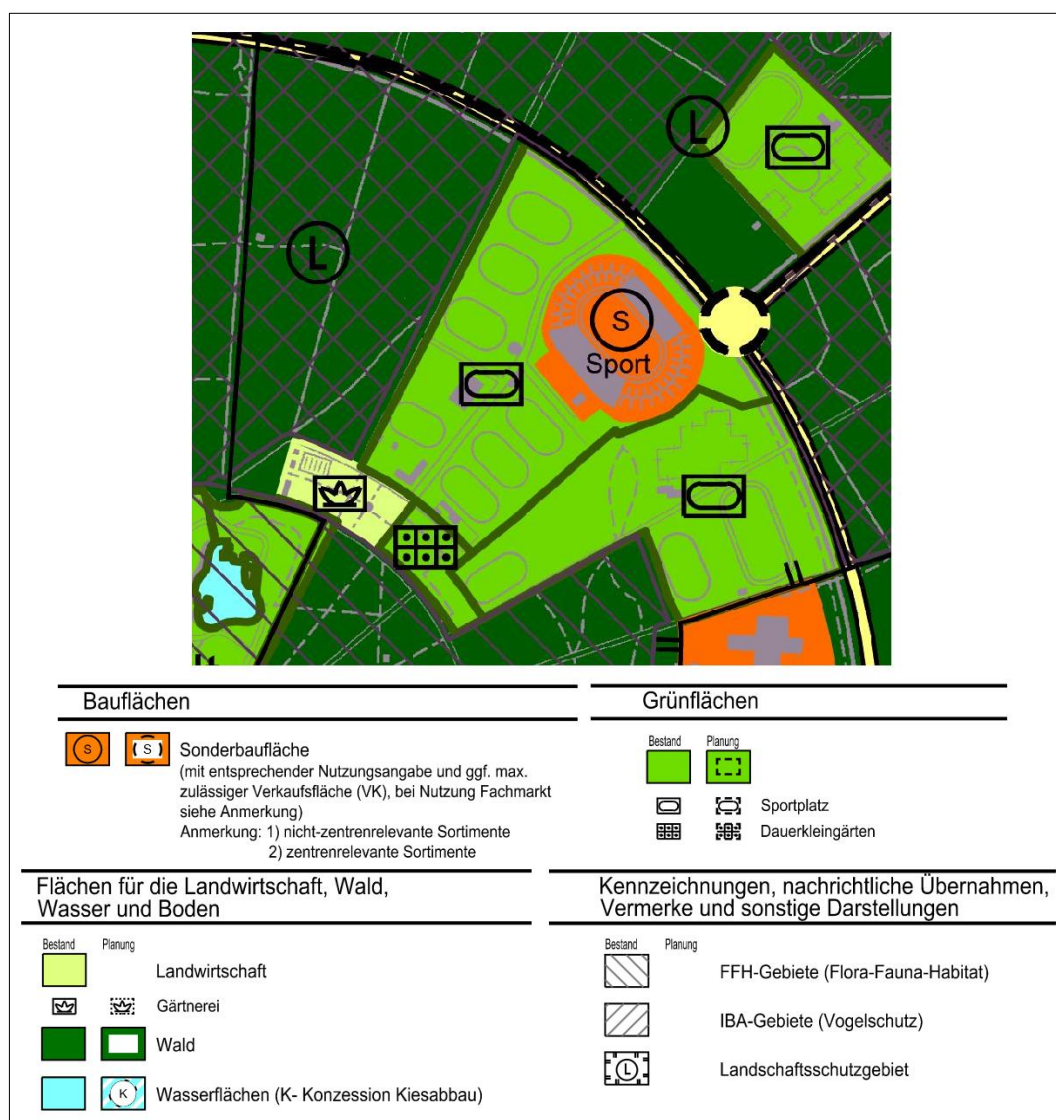 L
L
S
Sport
Bauflächen
S
S
Sonderbaufläche
(mit entsprechender Nutzungsangabe und ggf. max.
zulässiger Verkaufsfläche (VK), bei Nutzung Fachmarkt
siehe Anmerkung)
Anmerkung: 1) nicht-zentrenrelevante Sortimente
2) zentrenrelevante Sortimente
Grünflächen
Bestand Planung
Sportplatz
Dauerkleingärten
Flächen für die Landwirtschaft, Wald,
Wasser und Boden
Bestand Planung
Landwirtschaft
Gärtnerei
Wald
K
Wasserflächen (K- Konzession Kiesabbau)
Kennzeichnungen, nachrichtliche Übernahmen,
Vermerke und sonstige Darstellungen
Bestand Planung
FFH-Gebiete (Flora-Fauna-Habitat)
IBA-Gebiete (Vogelschutz)
L
Landschaftsschutzgebiet